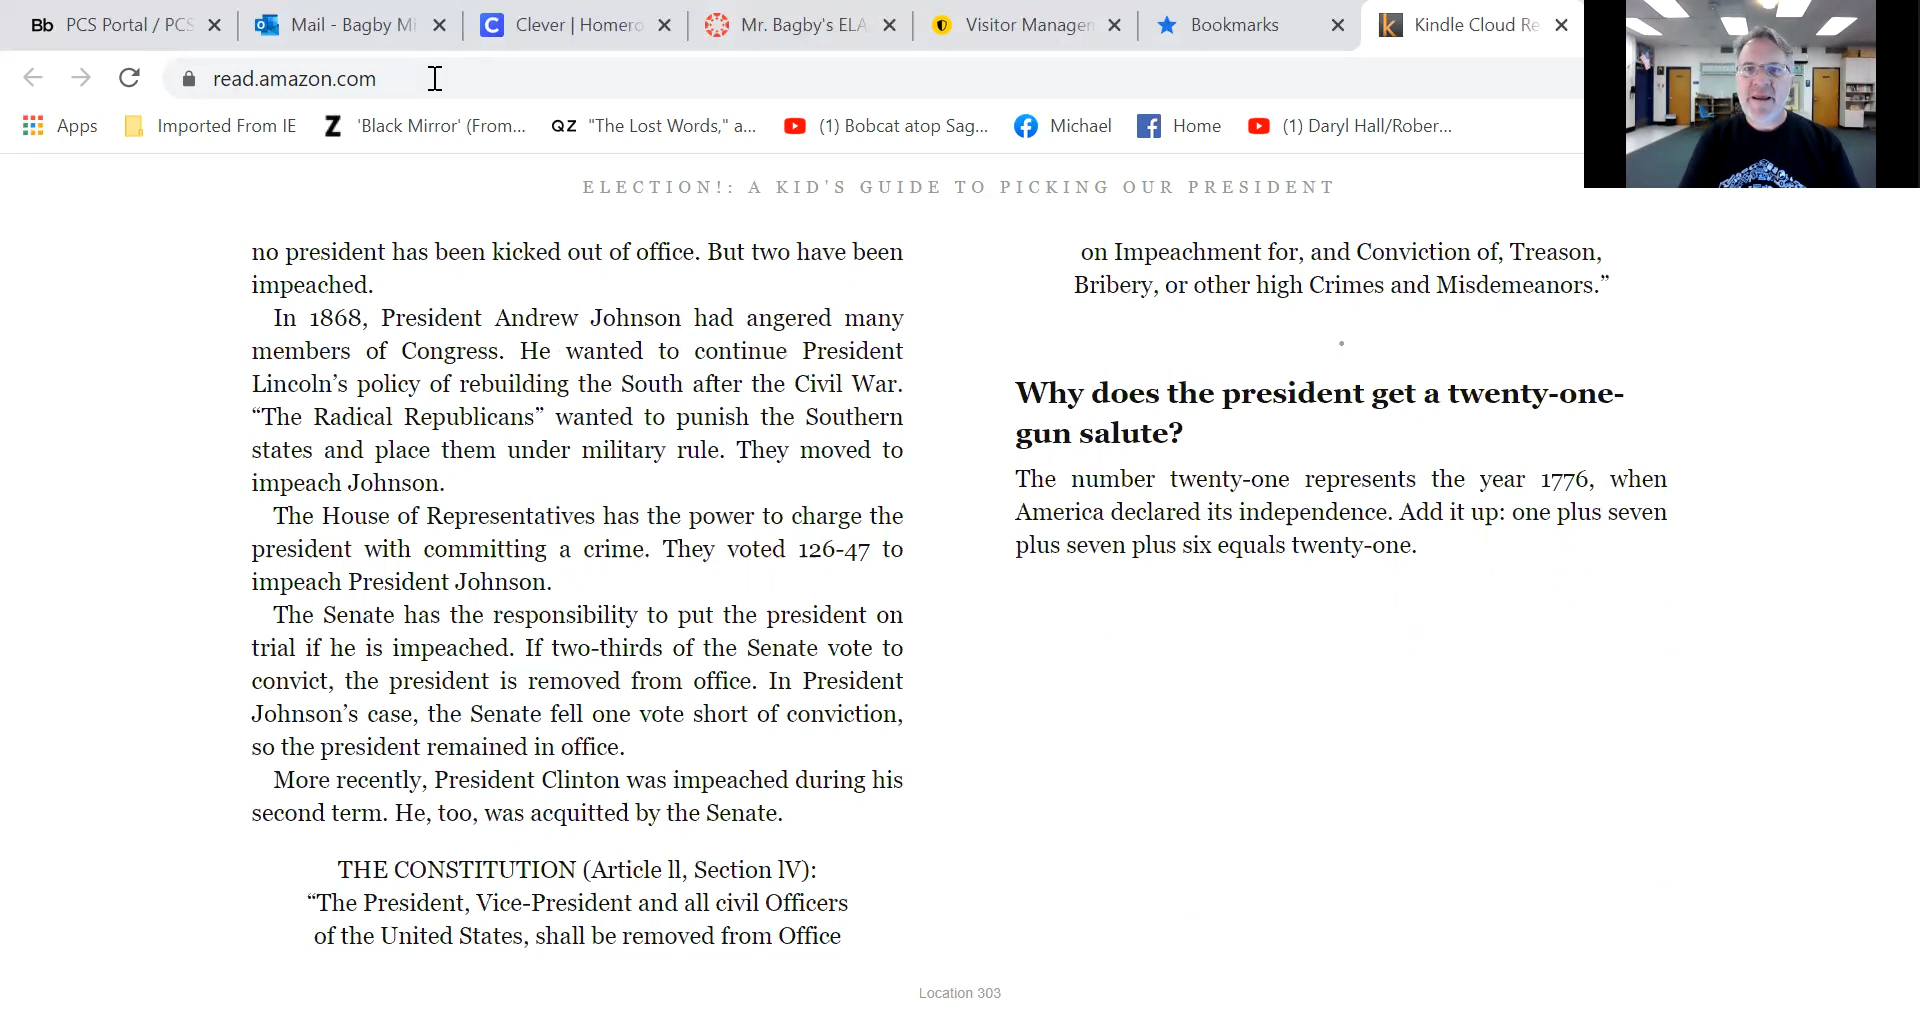 PCS Portal / PCS
Mail - Bagby Mi
Clever | Homero
Mr. Bagby's ELA
Visitor Managen
Bookmarks
Kindle Cloud Re
read.amazon.com
Apps
Imported From IE
'Black Mirror' (From...
"The Lost Words," a...
(1) Bobcat atop Sag...
Michael
Home
(1) Daryl Hall/Rober...
ELECTION!: A KID'S GUIDE TO PICKING OUR PRESIDENT
no president has been kicked out of office. But two have been
impeached.
In 1868, President Andrew Johnson had angered many
members of Congress. He wanted to continue President
Lincoln’s policy of rebuilding the South after the Civil War.
“The Radical Republicans” wanted to punish the Southern
states and place them under military rule. They moved to
impeach Johnson.
The House of Representatives has the power to charge the
president with committing a crime. They voted 126-47 to
impeach President Johnson.
The Senate has the responsibility to put the president on
trial if he is impeached. If two-thirds of the Senate vote to
convict, the president is removed from office. In President
Johnson’s case, the Senate fell one vote short of conviction,
so the president remained in office.
More recently, President Clinton was impeached during his
second term. He, too, was acquitted by the Senate.
THE CONSTITUTION (Article ll, Section lV):
“The President, Vice-President and all civil Officers
of the United States, shall be removed from Office
on Impeachment for, and Conviction of, Treason,
Bribery, or other high Crimes and Misdemeanors.”
Why does the president get a twenty-one-
gun salute?
The number twenty-one represents the year 1776, when
America declared its independence. Add it up: one plus seven
plus seven plus six equals twenty-one.
Location 303